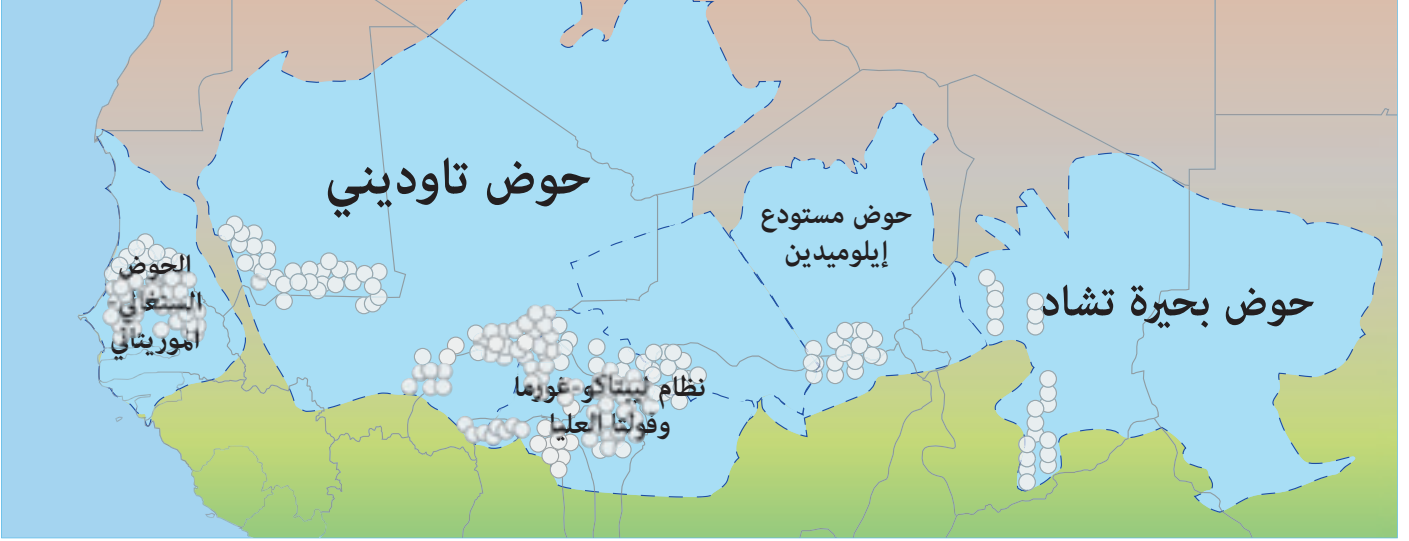 حوض تاوديني
حوض مستودع
إيلوميدين
حوض بحيرة تشاد
الحوض
السنغالي-
الموريتاني
نظام ليبتاكو-غورما
وفولتا العليا